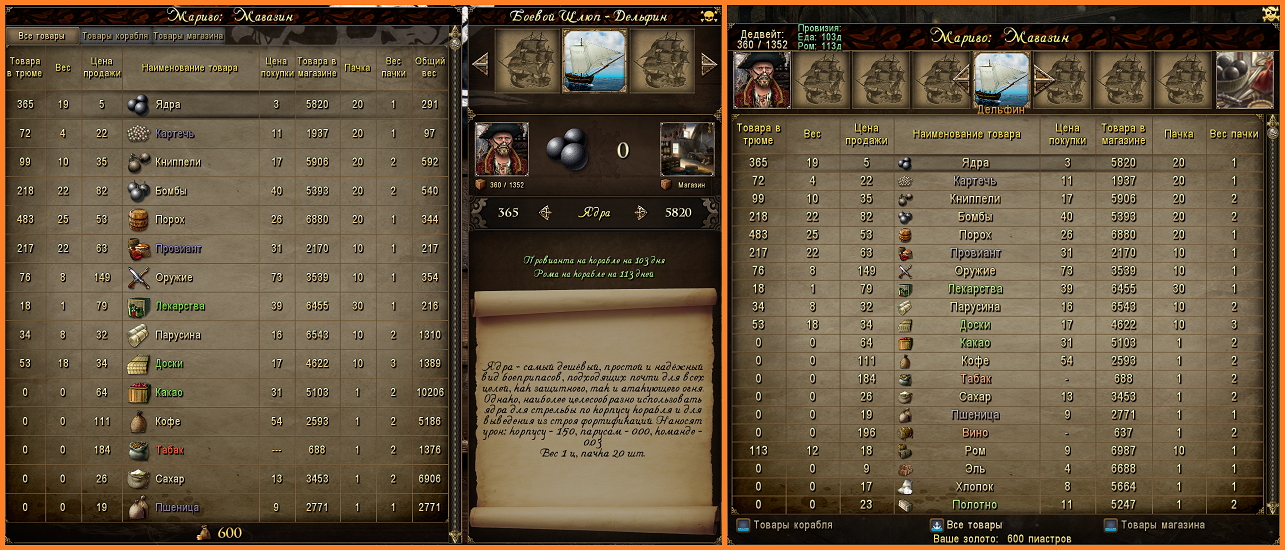 Мариво: Магазин
Все товары Товары корабля Товары магазина
Товара в трюме Вес Цена продажи Наименование товара Цена покупки Товара в магазине Пачка Вес пачки Общий вес
365 19 5 Ядра 3 5820 20 1 291
72 4 22 Картечь 11 1937 20 1 97
99 10 35 Книппели 17 5906 20 2 592
218 22 82 Бомбы 40 5393 20 2 540
483 25 53 Порох 26 6880 20 1 344
217 22 63 Провиант 31 2170 10 1 217
76 8 149 Оружие 73 3539 10 1 354
18 1 79 Лекарства 39 6455 30 1 216
34 8 32 Парусина 16 6543 10 2 1310
53 18 34 Доски 17 4622 10 3 1389
0 0 64 Какао 31 5103 1 2 10206
0 0 111 Кофе 54 2593 1 2 5186
0 0 184 Табак --- 688 1 2 1376
0 0 26 Сахар 13 3453 1 2 6906
0 0 19 Пшеница 9 2771 1 1 2771
600
Боевой Шлюп - Дельфин
0
360 / 1352 Магазин
365 Ядра 5820
Провианта на корабле на 103 дня
Рома на корабле на 113 дней
Ядра - самый дешёвый, простой и надёжный
вид боеприпасов, подходящих почти для всех
целей, как защитного, так и атакующего огня.
Однако, наиболее целесообразно использовать
ядра для стрельбы по корпусу корабля и для
выведения из строя фортификаций. Наносят
урон: корпусу - 150, парусам - 000, команде -
003
Вес 1 ц, пачка 20 шт.
Дедвейт:
360 / 1352
Провизия:
Еда: 103д
Ром: 113д
Мариво: Магазин
Дельфин
Товара в трюме Вес Цена продажи Наименование товара Цена покупки Товара в магазине Пачка Вес пачки
365 19 5 Ядра 3 5820 20 1
72 4 22 Картечь 11 1937 20 1
99 10 35 Книппели 17 5906 20 2
218 22 82 Бомбы 40 5393 20 2
483 25 53 Порох 26 6880 20 1
217 22 63 Провиант 31 2170 10 1
76 8 149 Оружие 73 3539 10 1
18 1 79 Лекарства 39 6455 30 1
34 8 32 Парусина 16 6543 10 2
53 18 34 Доски 17 4622 10 3
0 0 64 Какао 31 5103 1 2
0 0 111 Кофе 54 2593 1 2
0 0 184 Табак - 688 1 2
0 0 26 Сахар 13 3453 1 2
0 0 19 Пшеница 9 2771 1 1
0 0 196 Вино - 637 1 2
113 12 18 Ром 9 6987 10 1
0 0 9 Эль 4 6688 1 1
0 0 17 Хлопок 8 5664 1 1
0 0 23 Полотно 11 5247 1 2
Товары корабля Все товары Товары магазина
Ваше золото: 600 пиастров